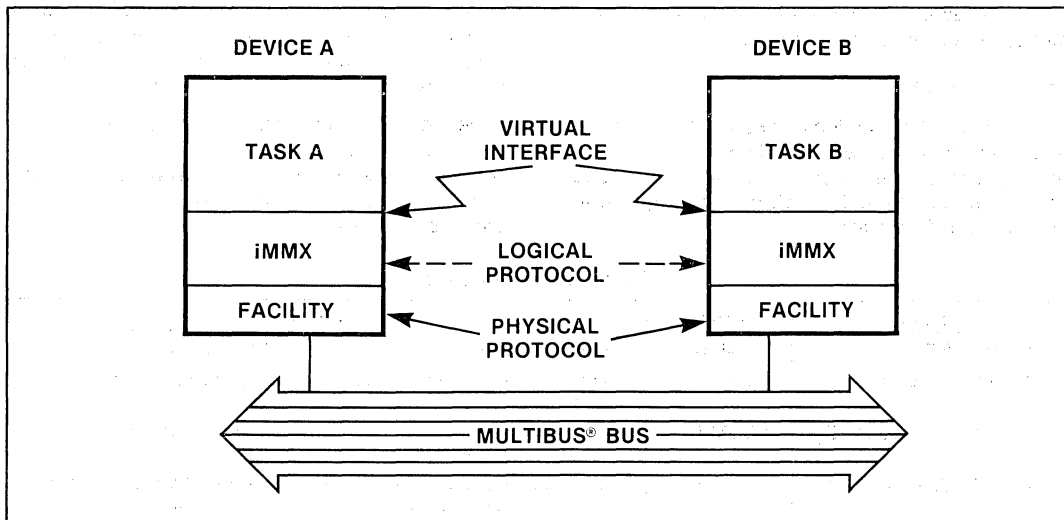 DEVICE A
DEVICE B
TASK A
VIRTUAL
INTERFACE
TASK B
iMMX
LOGICAL
PROTOCOL
iMMX
FACILITY
PHYSICAL
PROTOCOL
FACILITY
MULTIBUS® BUS